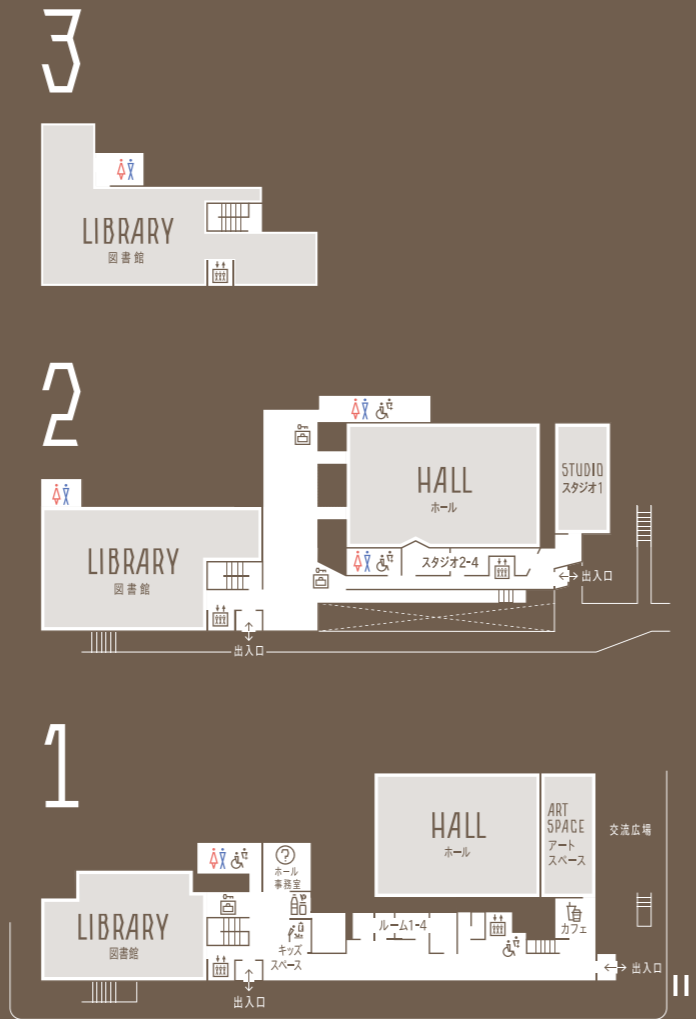 3
LIBRARY
図書館
2
HALL
ホール
STUDIO
スタジオ1
LIBRARY
図書館
スタジオ2-4
出入口
出入口
1
HALL
ホール
ART
SPACE
アート
スペース
交流広場
?
ホール
事務室
LIBRARY
図書館
ルーム1-4
カフェ
キッズ
スペース
出入口
出入口